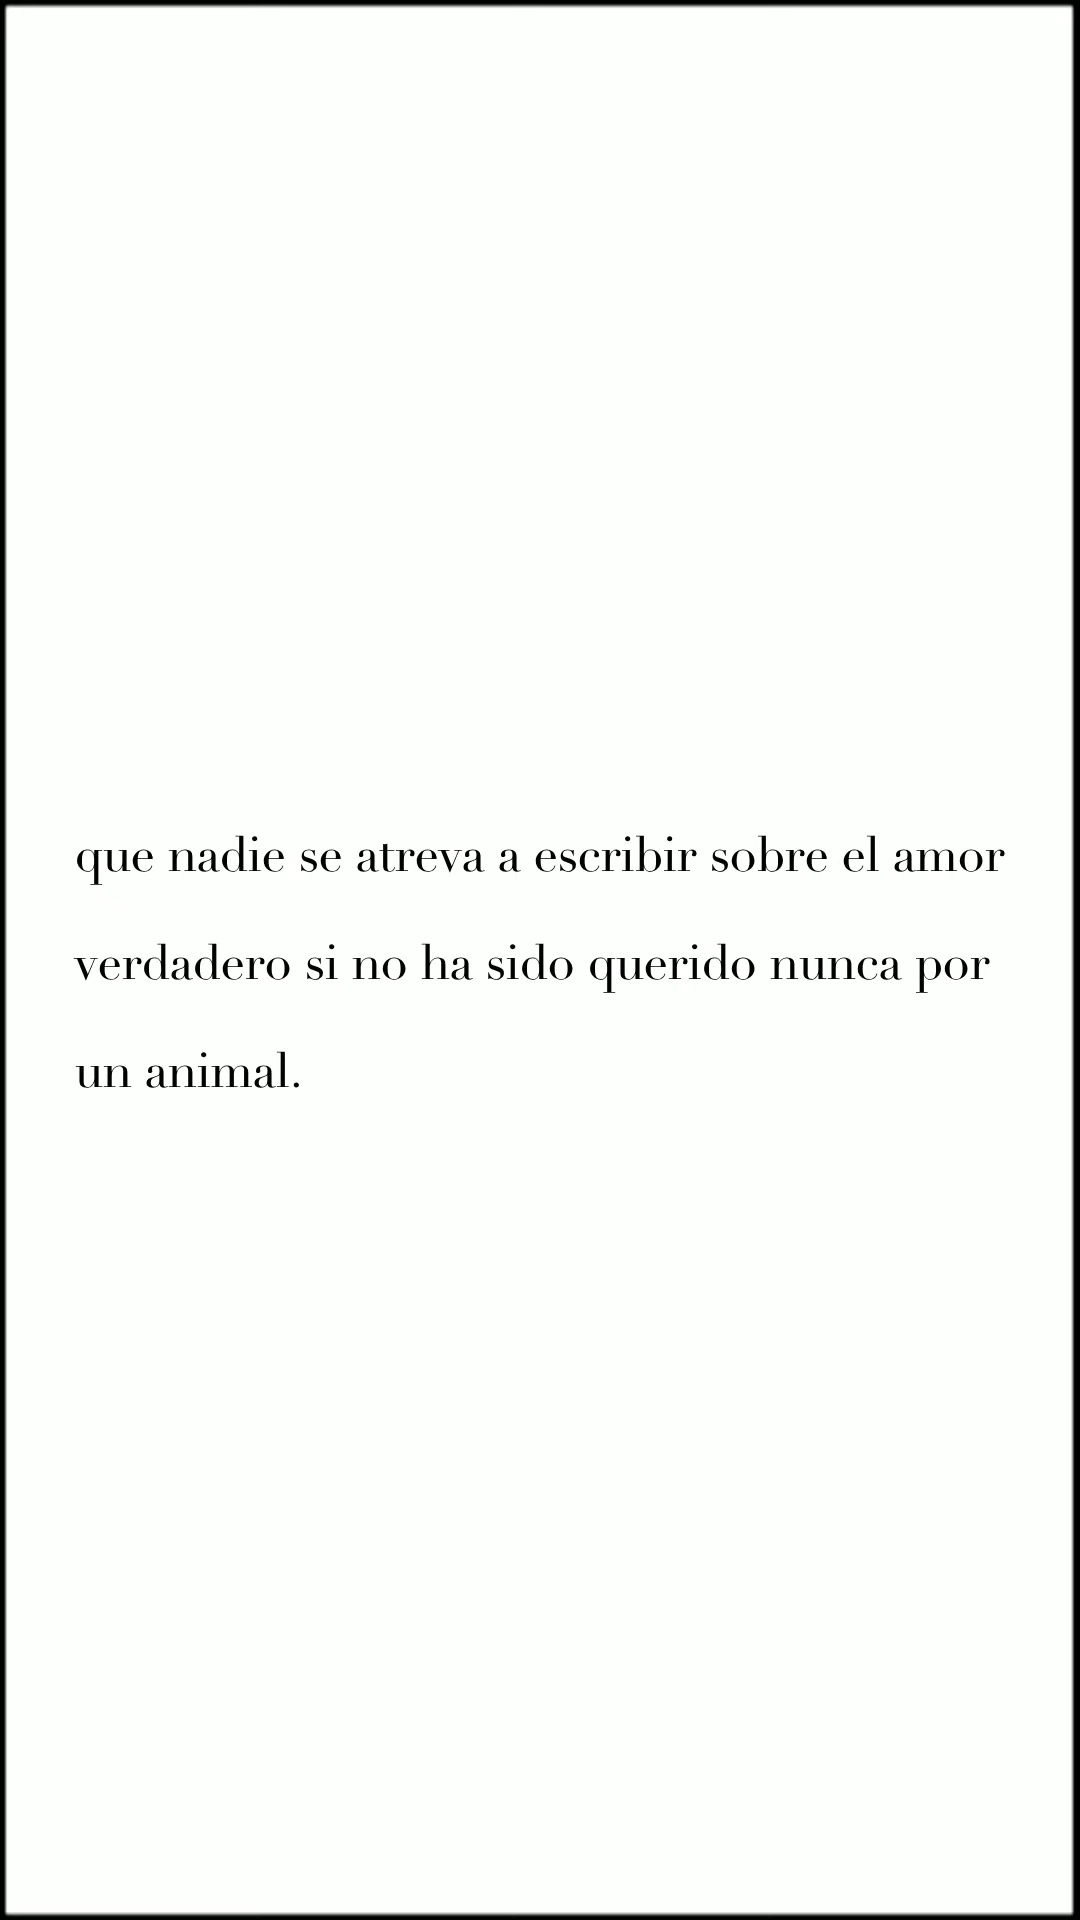 que nadie se atreva a escribir sobre el amor
verdadero si no ha sido querido nunca por
un animal.